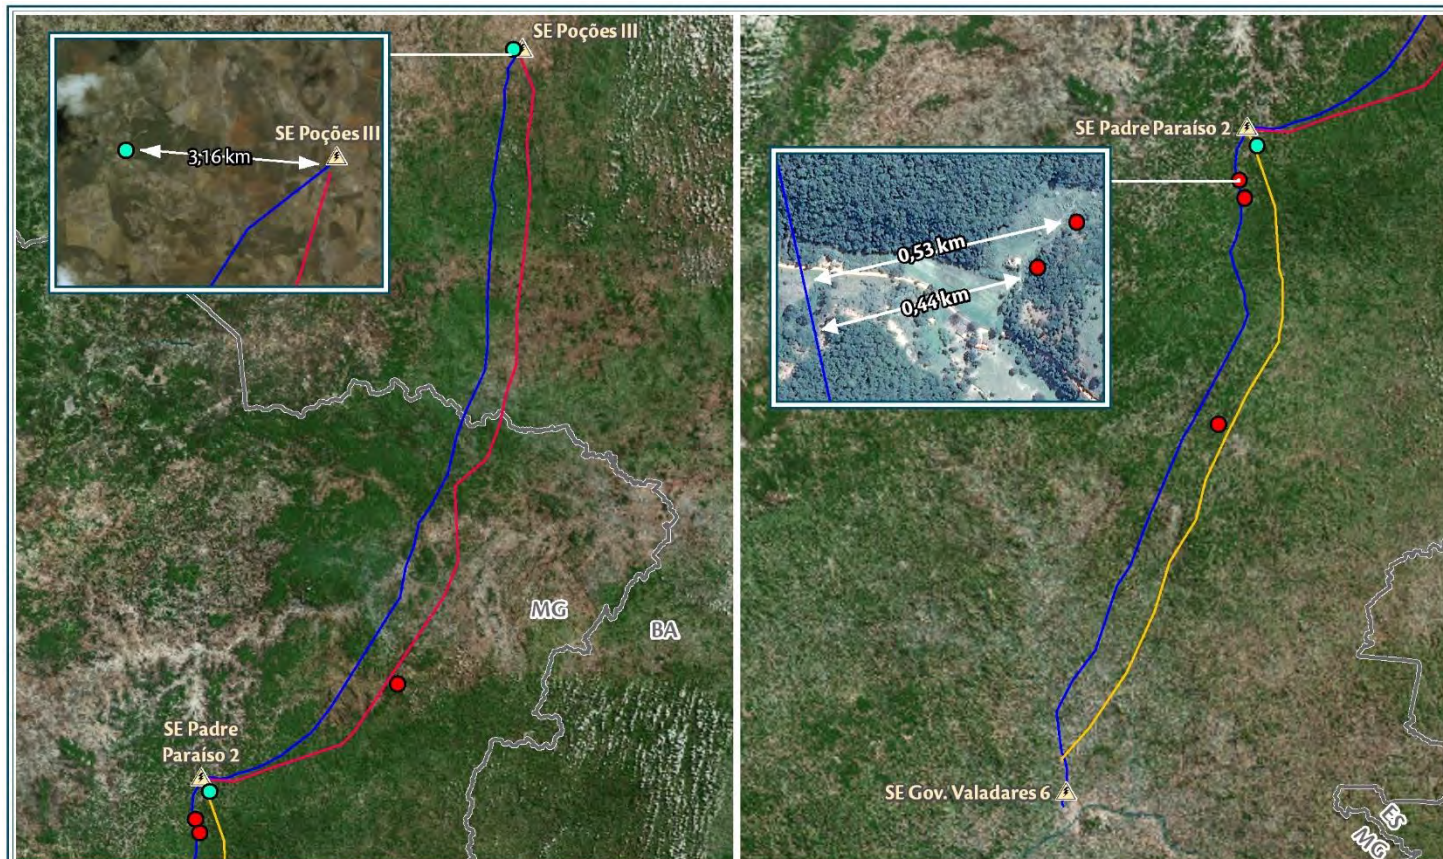 SE Poções III
SE Poções III
3,16 km
MG
BA
SE Padre
Paraíso 2
SE Padre Paraíso 2
0,53 km
0,44 km
SE Gov. Valadares 6
ES
MG